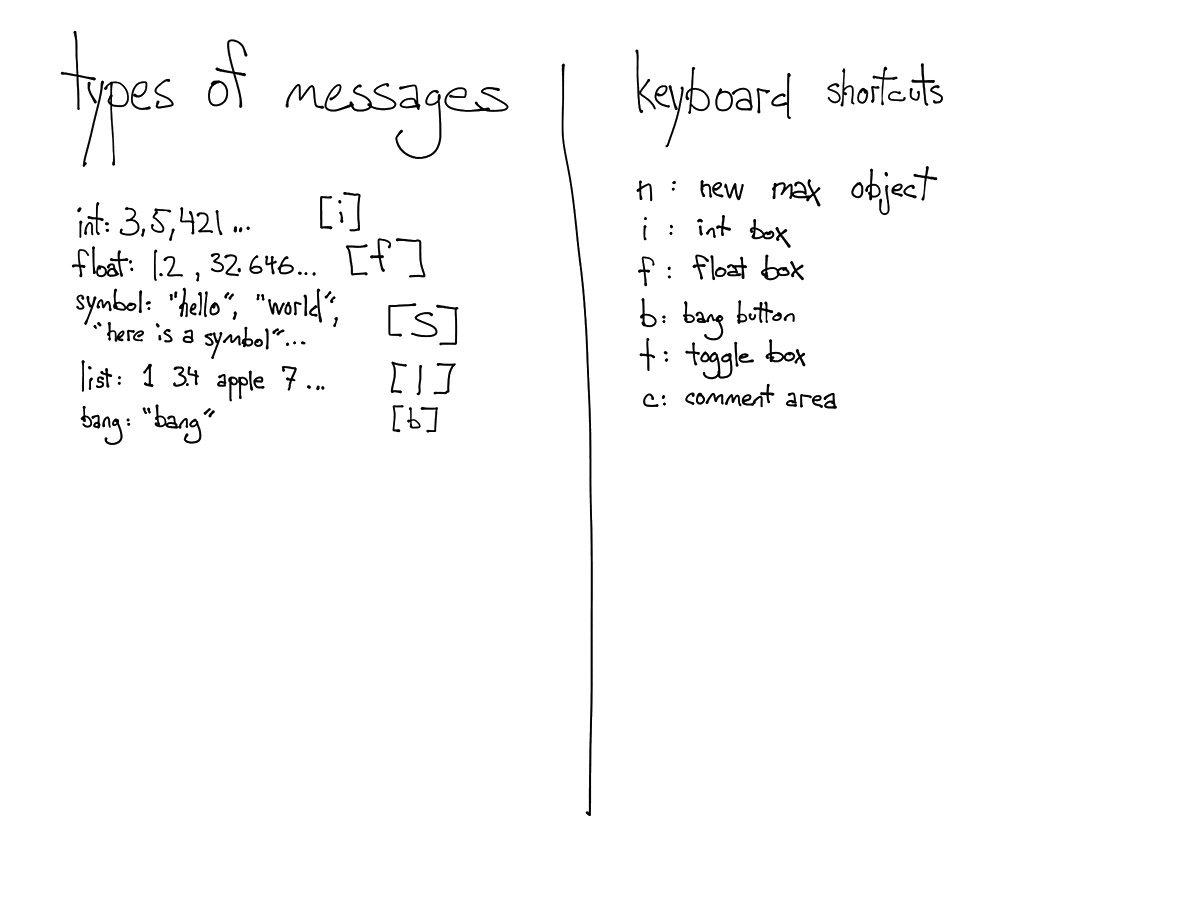 types of messages
int: 3,5,421... [i]
float: 1.2, 32.646... [f]
symbol: "hello", "world",
"here is a symbol"... [S]
list: 1 3.4 apple 7... [l]
bang: "bang" [b]
keyboard shortcuts
n: new max object
i: int box
f: float box
b: bang button
t: toggle box
c: comment area